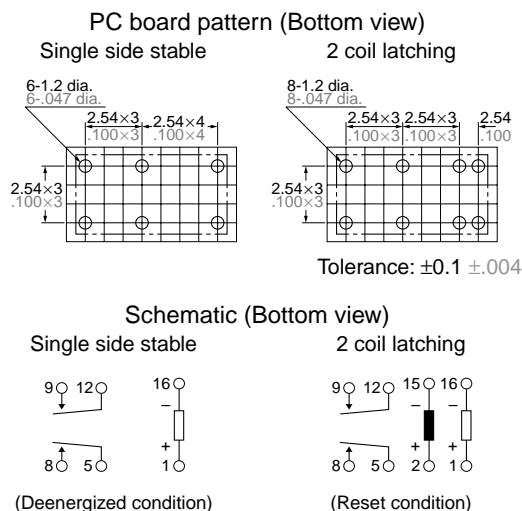 PC board pattern (Bottom view)
Single side stable 2 coil latching
6-1.2 dia. 8-1.2 dia.
6-.047 dia. 8-.047 dia.
2.54×3 2.54×4 2.54×3 2.54×3 2.54
.100×3 .100×4 .100×3 .100×3 .100
2.54×3 2.54×3
.100×3 .100×3
Tolerance: ±0.1 ±.004
Schematic (Bottom view)
Single side stable 2 coil latching
9 12 16 9 12 15 16
– – –
+ + +
8 5 1 8 5 2 1
(Deenergized condition) (Reset condition)